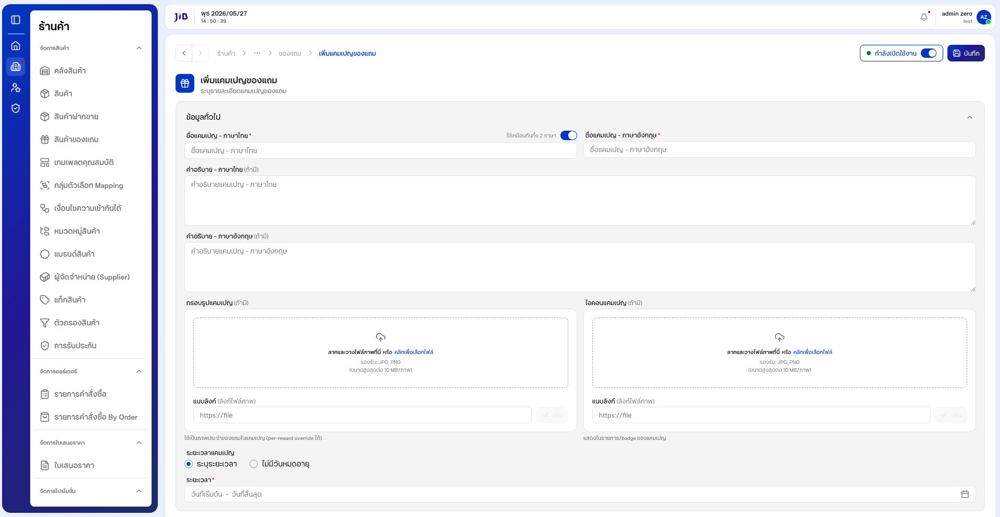 ร้านค้า
จัดการสินค้า
คลังสินค้า
สินค้า
สินค้าฝากขาย
สินค้าของแถม
เทมเพลตคุณสมบัติ
กลุ่มตัวเลือก Mapping
เงื่อนไขความเข้ากันได้
หมวดหมู่สินค้า
แบรนด์สินค้า
ผู้จัดจำหน่าย (Supplier)
แท็กสินค้า
ตัวกรองสินค้า
การรับประกัน
จัดการออร์เดอร์
รายการคำสั่งซื้อ
รายการคำสั่งซื้อ By Order
จัดการใบเสนอราคา
ใบเสนอราคา
จัดการโปรโมชั่น
JIB
พุธ 2026/05/27
14 : 50 : 39
admin zero
test
AZ
ร้านค้า > ••• > ของแถม > เพิ่มแคมเปญของแถม
กำลังเปิดใช้งาน
บันทึก
เพิ่มแคมเปญของแถม
ระบุรายละเอียดแคมเปญของแถม
ข้อมูลทั่วไป
ชื่อแคมเปญ - ภาษาไทย*
ใช้เหมือนกันทั้ง 2 ภาษา
ชื่อแคมเปญ - ภาษาไทย
ชื่อแคมเปญ - ภาษาอังกฤษ*
ชื่อแคมเปญ - ภาษาอังกฤษ
คำอธิบาย - ภาษาไทย (ถ้ามี)
คำอธิบายแคมเปญ - ภาษาไทย
คำอธิบาย - ภาษาอังกฤษ (ถ้ามี)
คำอธิบายแคมเปญ - ภาษาอังกฤษ
กรอบรูปแคมเปญ (ถ้ามี)
ลากและวางไฟล์ภาพที่นี่ หรือ คลิกเพื่อเลือกไฟล์
รองรับ: JPG, PNG
(ขนาดสูงสุดต่อ 10 MB/ภาพ)
แนบลิงก์ (ลิงก์ไฟล์ภาพ)
https://file
เพิ่ม
ใช้เป็นภาพประจำของแถมในแคมเปญ (per-reward override ได้)
ไอคอนแคมเปญ (ถ้ามี)
ลากและวางไฟล์ภาพที่นี่ หรือ คลิกเพื่อเลือกไฟล์
รองรับ: JPG, PNG
(ขนาดสูงสุดต่อ 10 MB/ภาพ)
แนบลิงก์ (ลิงก์ไฟล์ภาพ)
https://file
เพิ่ม
แสดงในรายการ/badge ของแคมเปญ
ระยะเวลาแคมเปญ
ระบุระยะเวลา
ไม่มีวันหมดอายุ
ระยะเวลา*
วันที่เริ่มต้น - วันที่สิ้นสุด